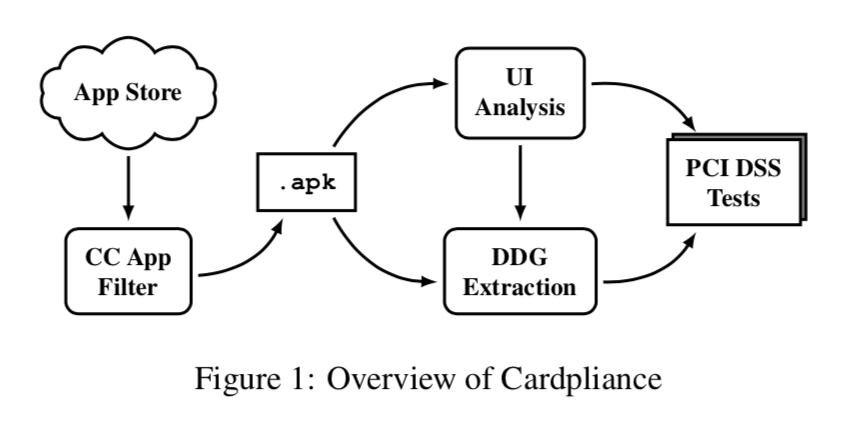 App Store
CC App
Filter
.apk
UI
Analysis
DDG
Extraction
PCI DSS
Tests
Figure 1: Overview of Cardpliance